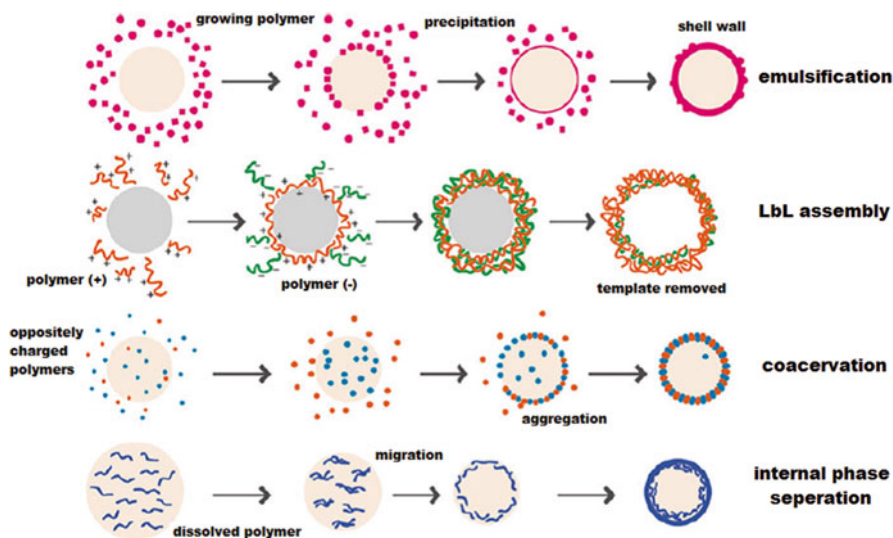 growing polymer
precipitation
shell wall
emulsification
polymer (+)
polymer (-)
template removed
LbL assembly
oppositely
charged
polymers
aggregation
coacervation
dissolved polymer
migration
internal phase
seperation